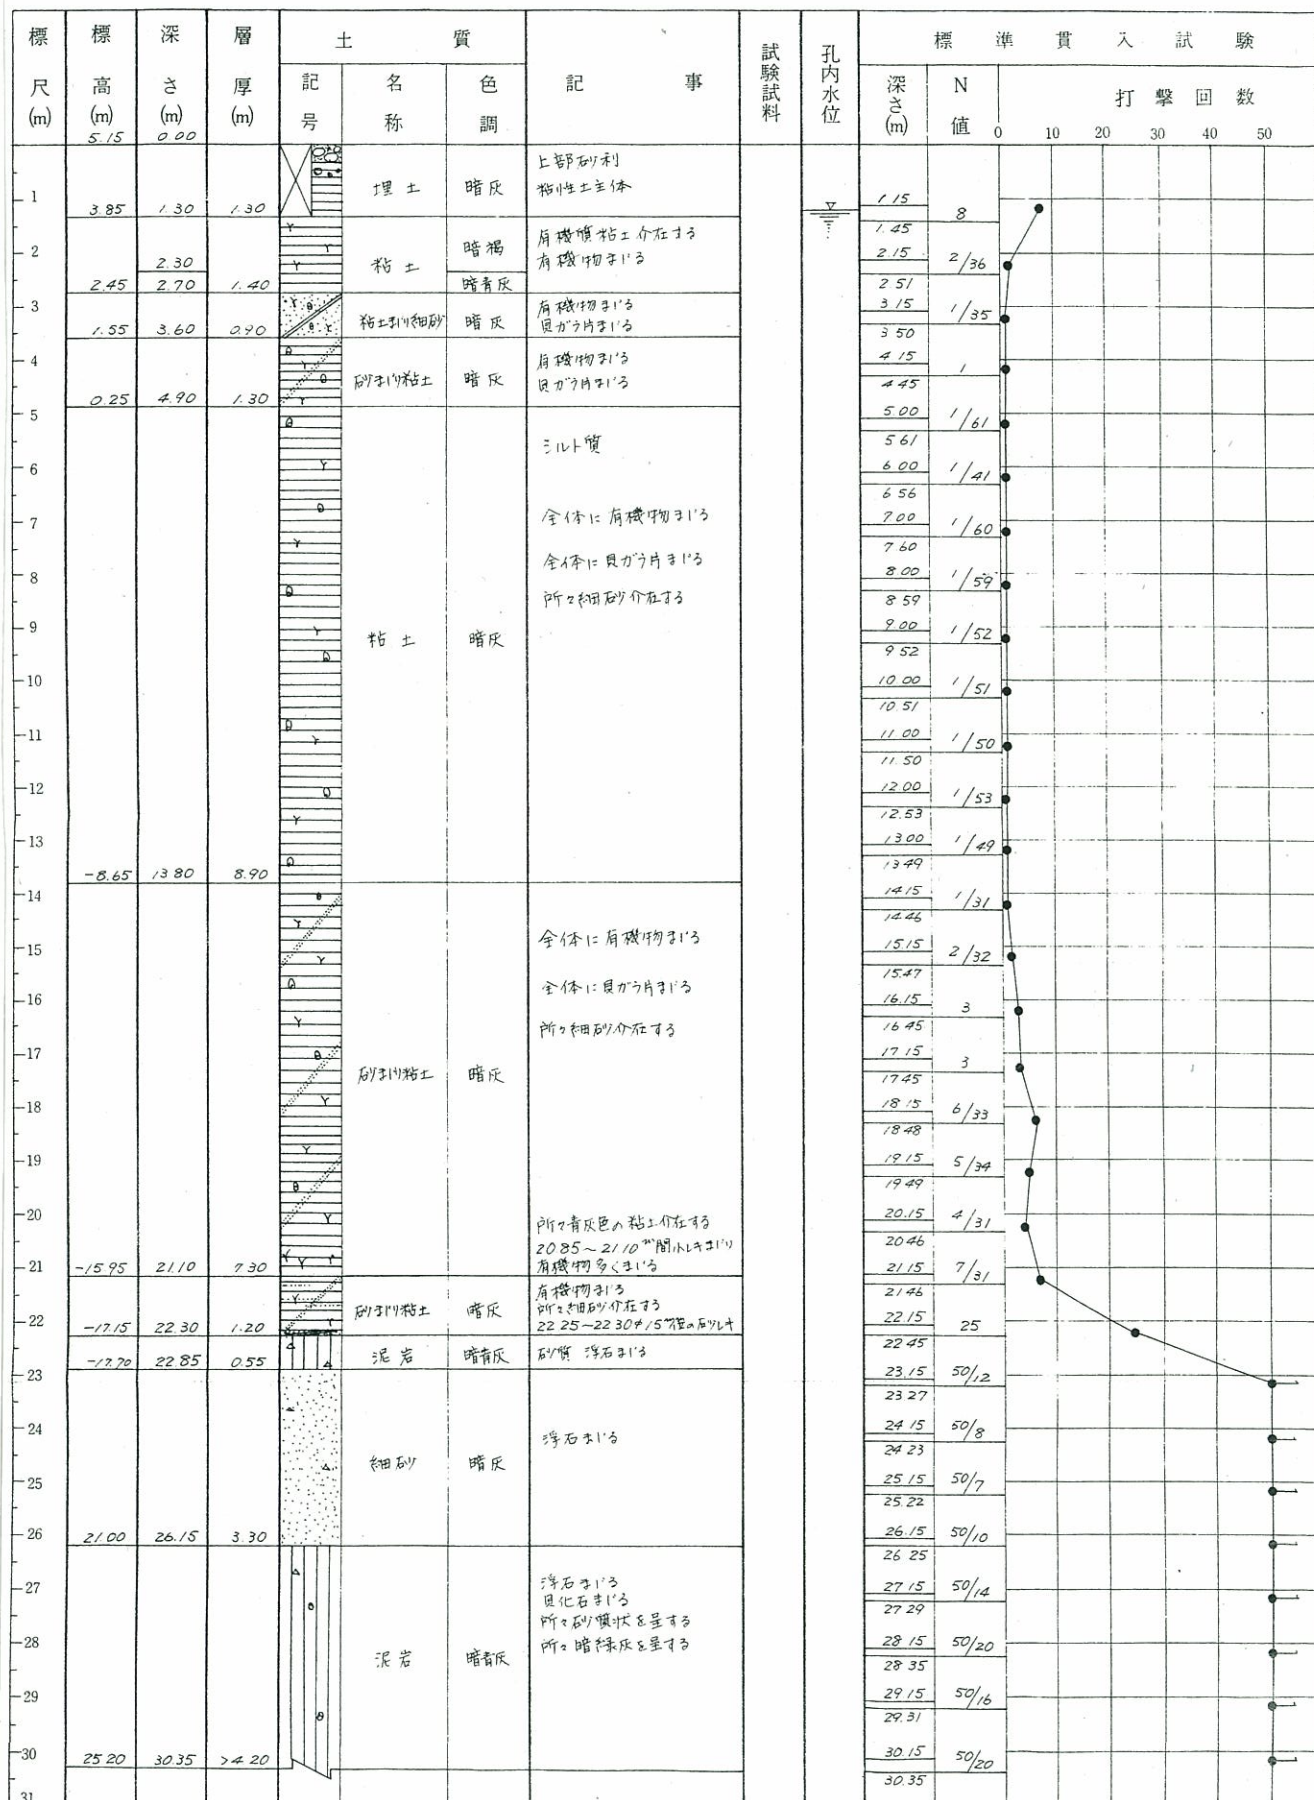 標尺(m) 標高(m) 深さ(m) 層厚(m) 土質 記号 名称 色調 記事 試験試料 孔内水位 標準貫入試験 深さ(m) N値 打撃回数
0 10 20 30 40 50
5.15 0.00
1 2 3 4 5 6 7 8 9 10 11 12 13 14 15 16 17 18 19 20 21 22 23 24 25 26 27 28 29 30 31
3.85 1.30 1.30 埋土 暗灰 上部砂利
粘性土主体
2.30 暗褐 有機質粘土介在する
2.45 2.70 1.40 粘土 暗青灰 有機物まじる
1.55 3.60 0.90 粘土まじり細砂 暗灰 有機物まじる
貝ガラ片まじる
0.25 4.90 1.30 砂まじり粘土 暗灰 有機物まじる
貝ガラ片まじる
-8.65 13.80 8.90 粘土 暗灰 シルト質
全体に有機物まじる
全体に貝ガラ片まじる
所々細砂介在する
-15.95 21.10 7.30 砂まじり粘土 暗灰 全体に有機物まじる
全体に貝ガラ片まじる
所々細砂介在する
所々青灰色の粘土介在する
20.85～21.10m間小レキまじり
有機物多くまじる
-17.15 22.30 1.20 砂まじり粘土 暗灰 有機物まじる
所々細砂介在する
22.25～22.30 φ15
-17.70 22.85 0.55 泥岩 暗青灰 砂質 浮石まじる
21.00 26.15 3.30 細砂 暗灰 浮石まじる
25.20 30.35 >4.20 泥岩 暗青灰 浮石まじる
貝化石まじる
所々砂質状を呈する
所々暗緑灰を呈する
1.15 8
1.45
2.15 2/36
2.51
3.15 1/35
3.50
4.15 1
4.45
5.00 1/61
5.61
6.00 1/41
6.56
7.00 1/60
7.60
8.00 1/59
8.59
9.00 1/52
9.52
10.00 1/51
10.51
11.00 1/50
11.50
12.00 1/53
12.53
13.00 1/49
13.49
14.15 1/31
14.46
15.15 2/32
15.47
16.15 3
16.45
17.15 3
17.45
18.15 6/33
18.48
19.15 5/34
19.49
20.15 4/31
20.46
21.15 7/31
21.46
22.15 25
22.45
23.15 50/12
23.27
24.15 50/8
24.23
25.15 50/7
25.22
26.15 50/10
26.25
27.15 50/14
27.29
28.15 50/20
28.35
29.15 50/16
29.31
30.15 50/20
30.35